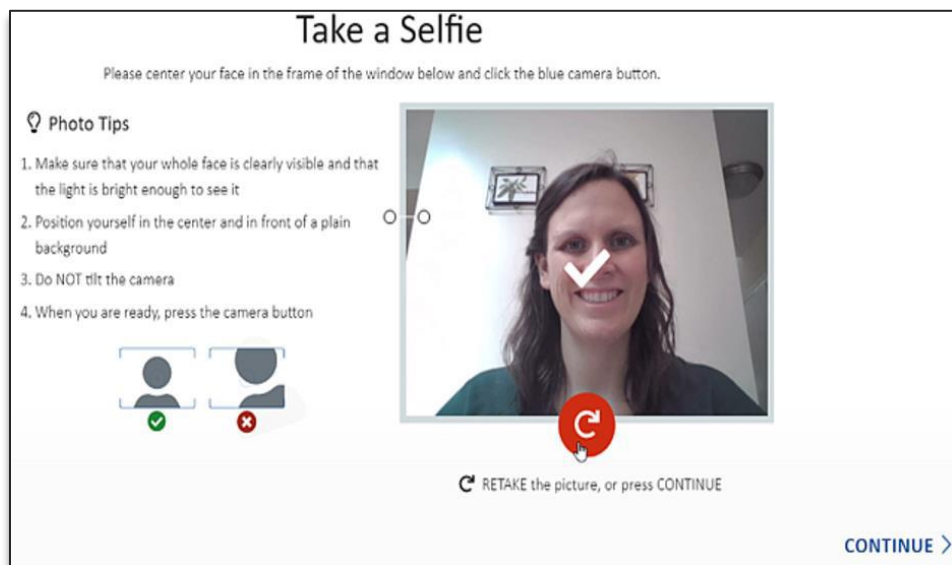 Take a Selfie
Please center your face in the frame of the window below and click the blue camera button.
Photo Tips
1. Make sure that your whole face is clearly visible and that
the light is bright enough to see it
2. Position yourself in the center and in front of a plain
background
3. Do NOT tilt the camera
4. When you are ready, press the camera button
RETAKE the picture, or press CONTINUE
CONTINUE